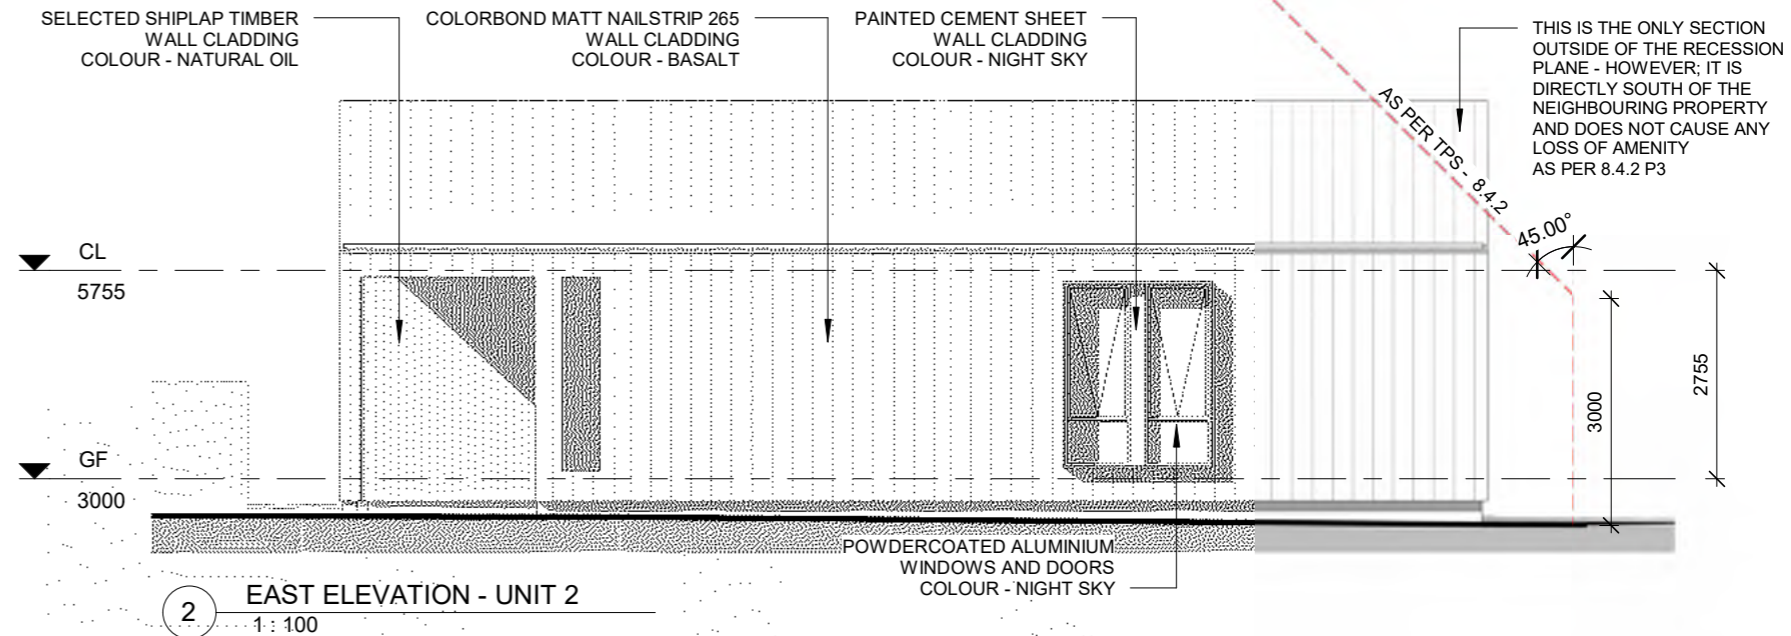 SELECTED SHIPLAP TIMBER
WALL CLADDING
COLOUR - NATURAL OIL
COLORBOND MATT NAILSTRIP 265
WALL CLADDING
COLOUR - BASALT
PAINTED CEMENT SHEET
WALL CLADDING
COLOUR - NIGHT SKY
THIS IS THE ONLY SECTION
OUTSIDE OF THE RECESSION
PLANE - HOWEVER; IT IS
DIRECTLY SOUTH OF THE
NEIGHBOURING PROPERTY
AND DOES NOT CAUSE ANY
LOSS OF AMENITY
AS PER 8.4.2 P3
AS PER TPS - 8.4.2
45.00°
CL
5755
GF
3000
3000
2755
POWDERCOATED ALUMINIUM
WINDOWS AND DOORS
COLOUR - NIGHT SKY
2
EAST ELEVATION - UNIT 2
1 : 100